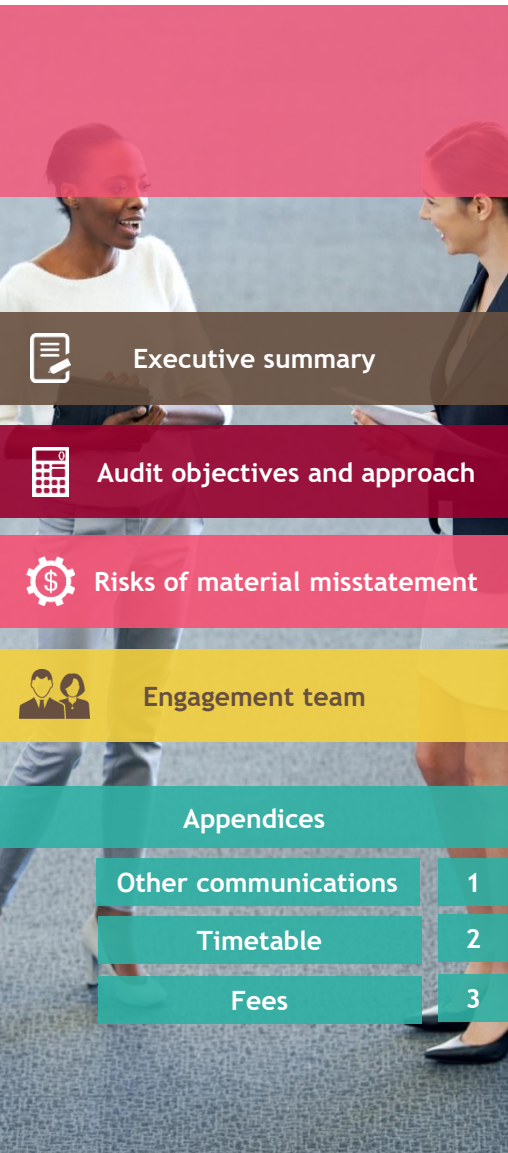 Executive summary
Audit objectives and approach
$
Risks of material misstatement
Engagement team
Appendices
Other communications 1
Timetable 2
Fees 3